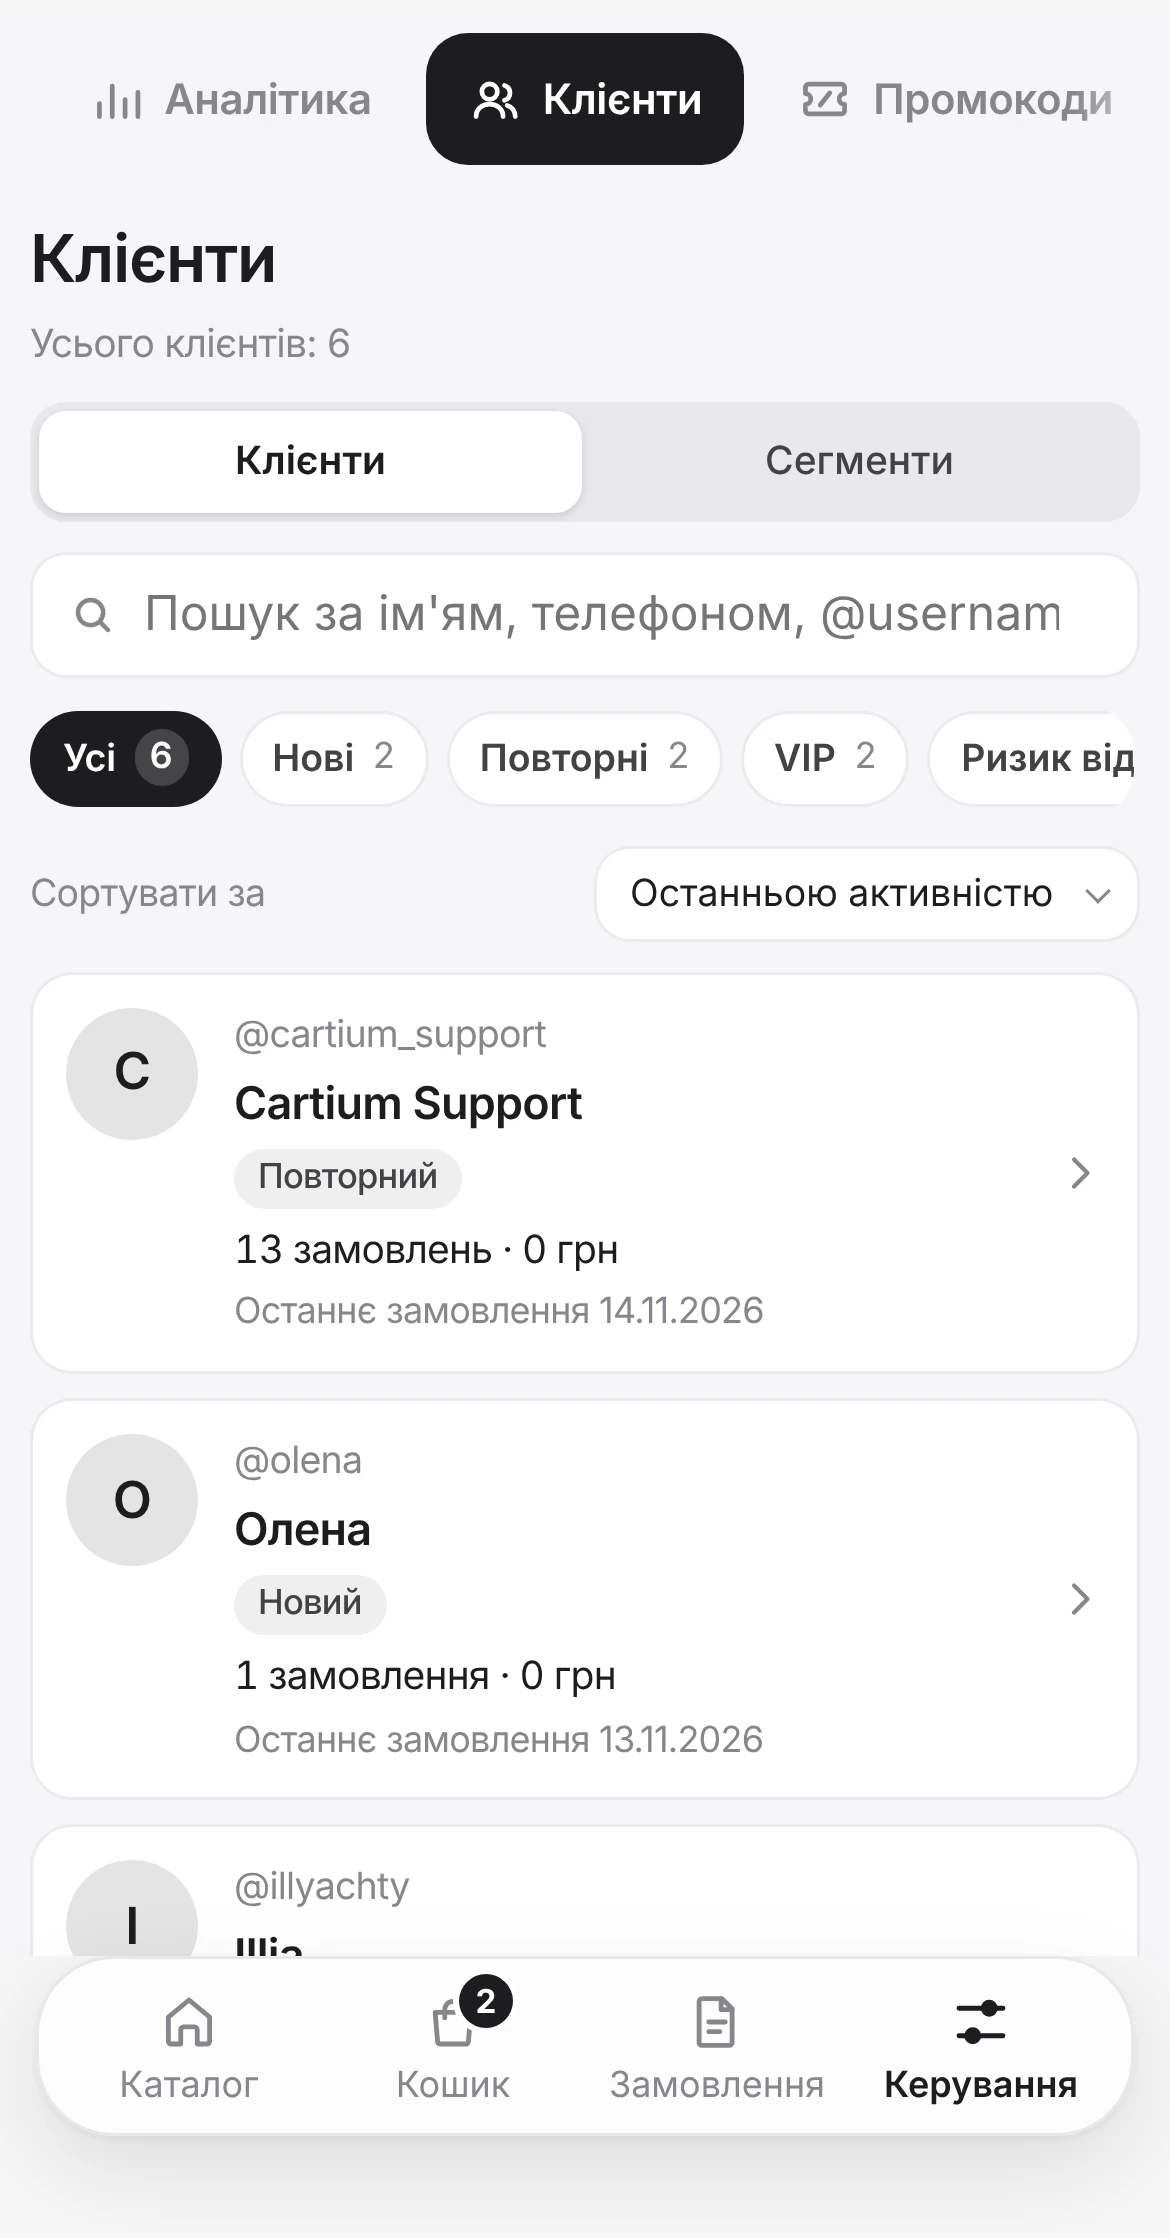 Аналітика
Клієнти
Промокоди
Клієнти
Усього клієнтів: 6
Клієнти
Сегменти
Пошук за ім'ям, телефоном, @usernam
Усі 6
Нові 2
Повторні 2
VIP 2
Ризик від
Сортувати за
Останньою активністю
C
@cartium_support
Cartium Support
Повторний
13 замовлень · 0 грн
Останнє замовлення 14.11.2026
О
@olena
Олена
Новий
1 замовлення · 0 грн
Останнє замовлення 13.11.2026
I
@illyachty
Illia
2
Каталог
Кошик
Замовлення
Керування